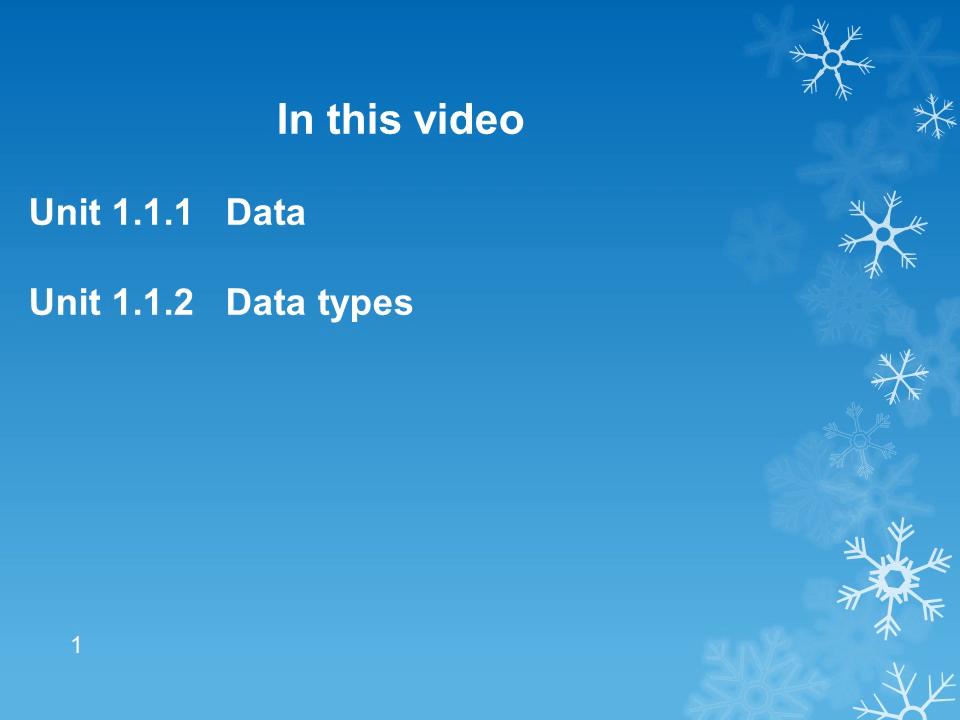 In this video
Unit 1.1.1 Data
Unit 1.1.2 Data types
1